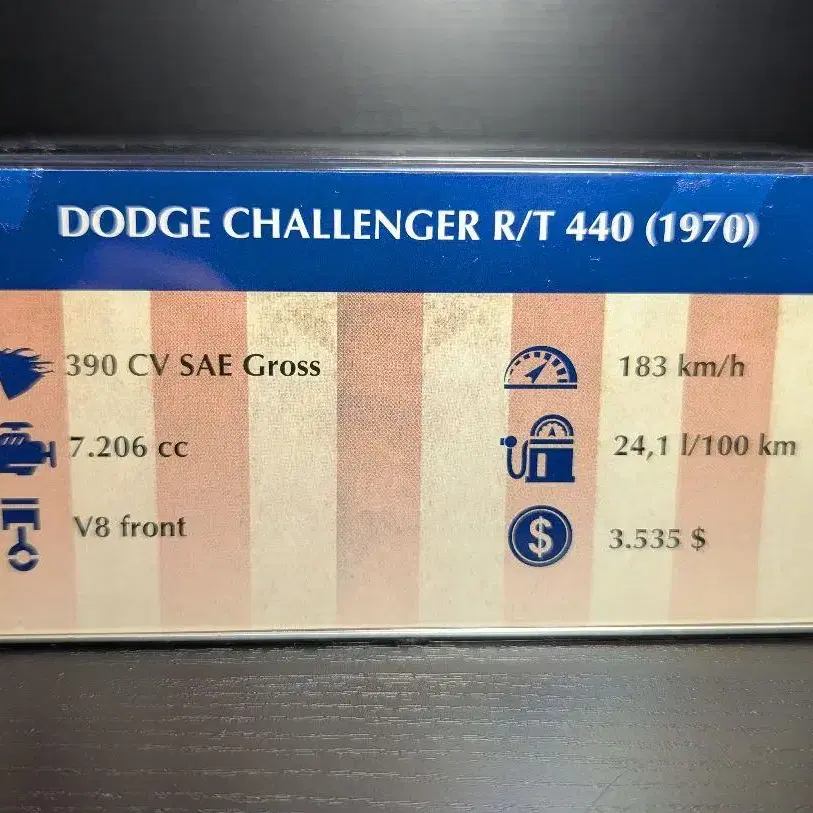 DODGE CHALLENGER R/T 440 (1970)
390 CV SAE Gross
7.206 cc
V8 front
183 km/h
24,1 l/100 km
$
3.535 $